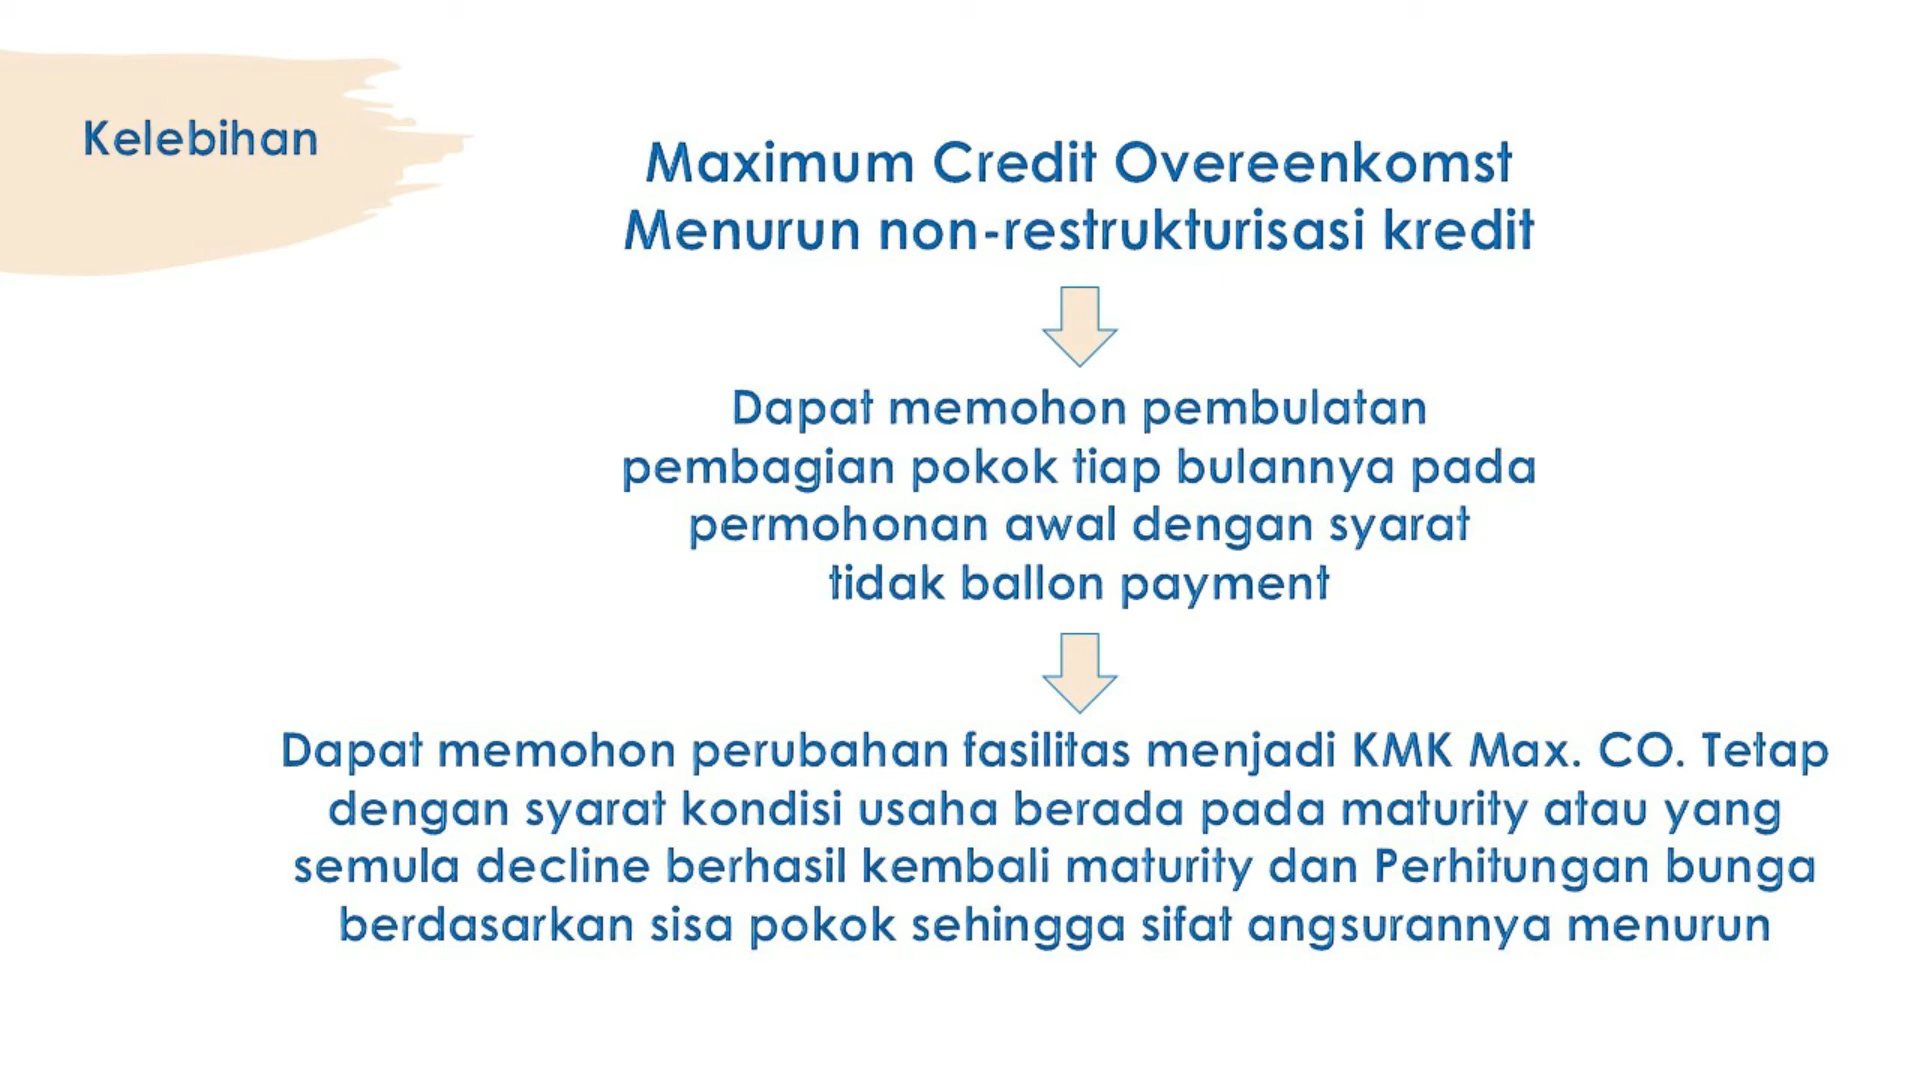 Kelebihan
Maximum Credit Overeenkomst
Menurun non-restrukturisasi kredit
Dapat memohon pembulatan
pembagian pokok tiap bulannya pada
permohonan awal dengan syarat
tidak ballon payment
Dapat memohon perubahan fasilitas menjadi KMK Max. CO. Tetap
dengan syarat kondisi usaha berada pada maturity atau yang
semula decline berhasil kembali maturity dan Perhitungan bunga
berdasarkan sisa pokok sehingga sifat angsurannya menurun